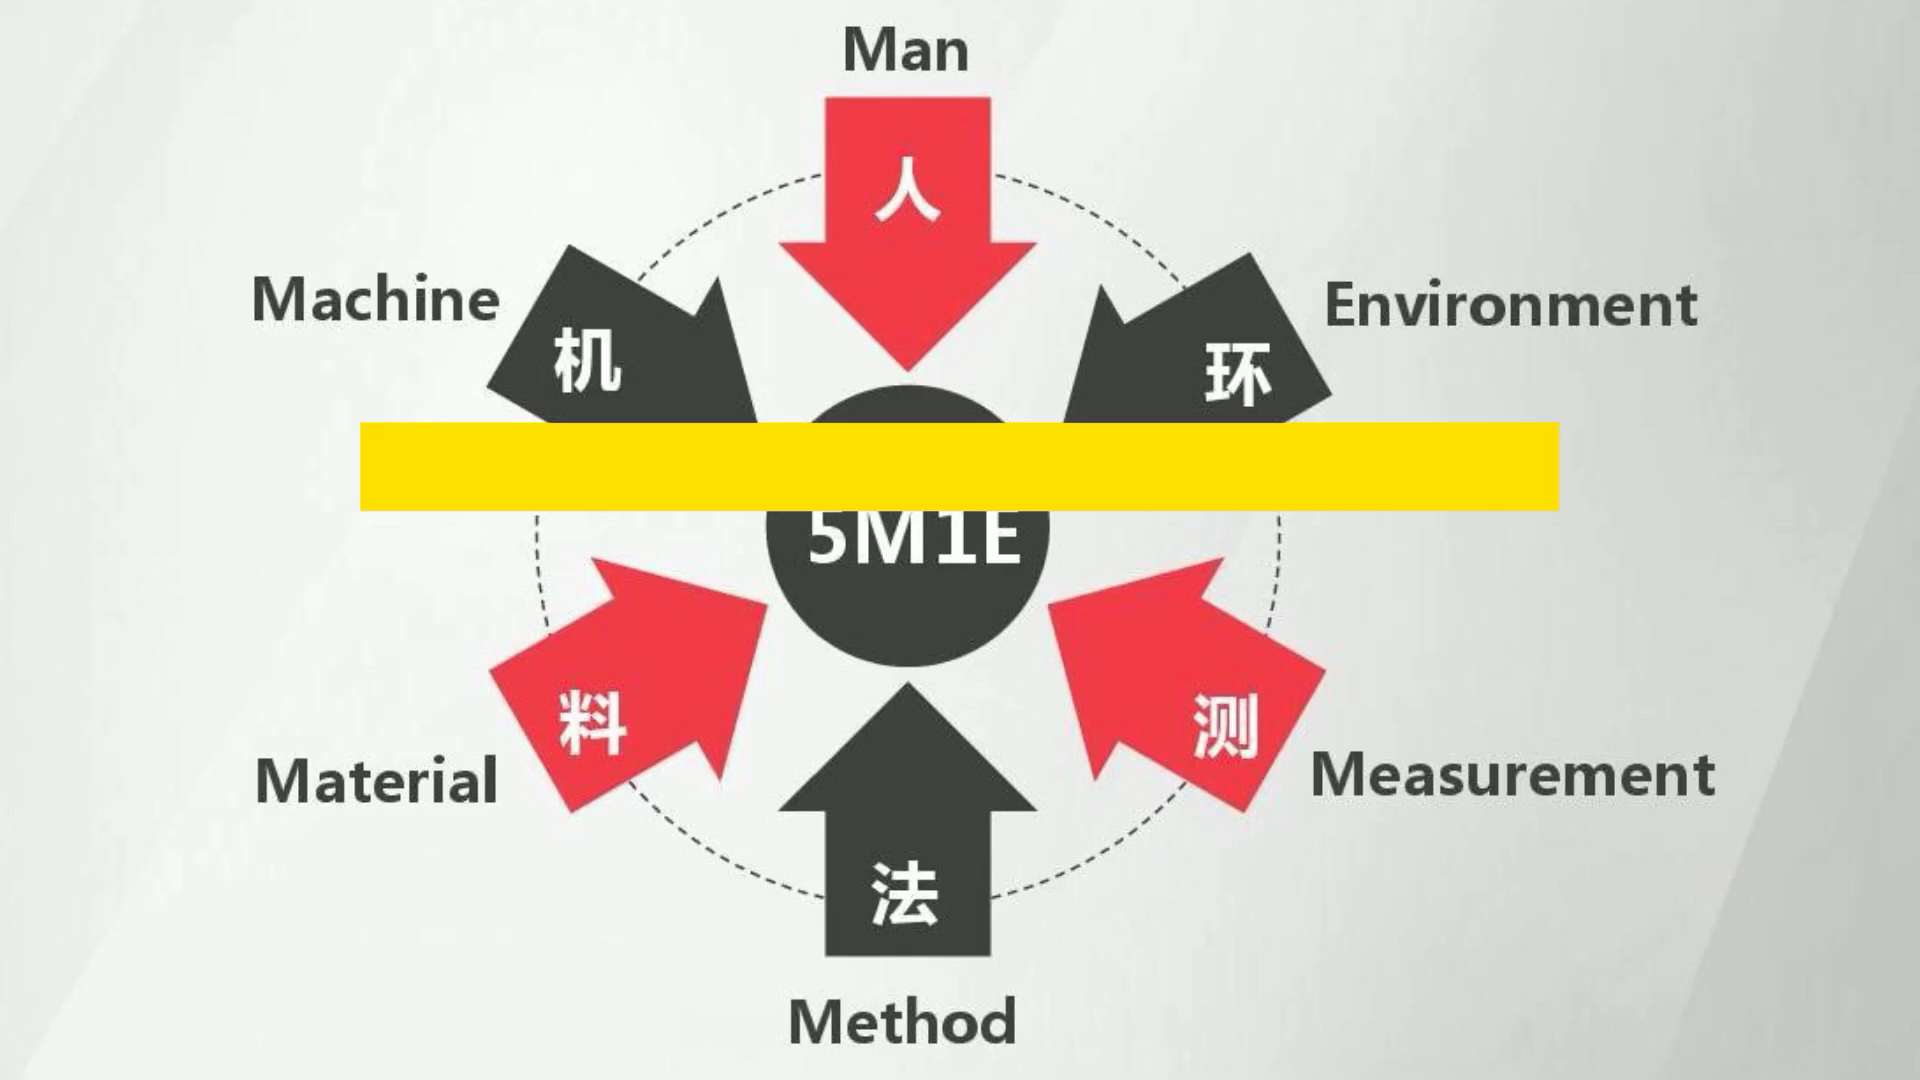 Man
人
Machine
机
环
Environment
5M1E
料
测
Material
Measurement
法
Method